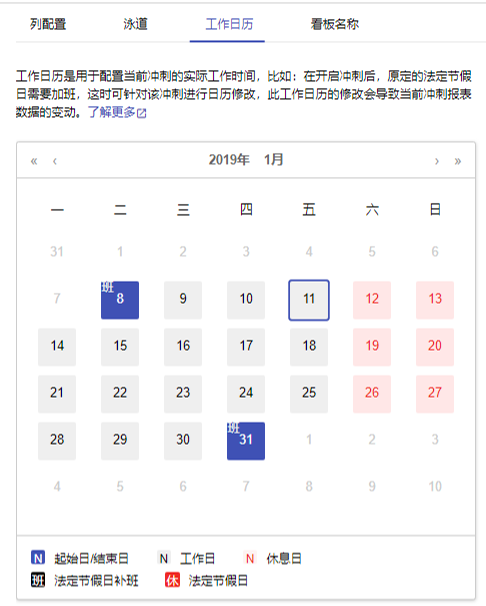 列配置 泳道 工作日历 看板名称
工作日历是用于配置当前冲刺的实际工作时间，比如：在开启冲刺后，原定的法定节假
日需要加班，这时可针对该冲刺进行日历修改，此工作日历的修改会导致当前冲刺报表
数据的变动。了解更多
« ‹ 2019年 1月 › »
一 二 三 四 五 六 日
31 1 2 3 4 5 6
7 班 8 9 10 11 12 13
14 15 16 17 18 19 20
21 22 23 24 25 26 27
28 29 30 班 31 1 2 3
4 5 6 7 8 9 10
N 起始日/结束日 N 工作日 N 休息日
班 法定节假日补班 休 法定节假日